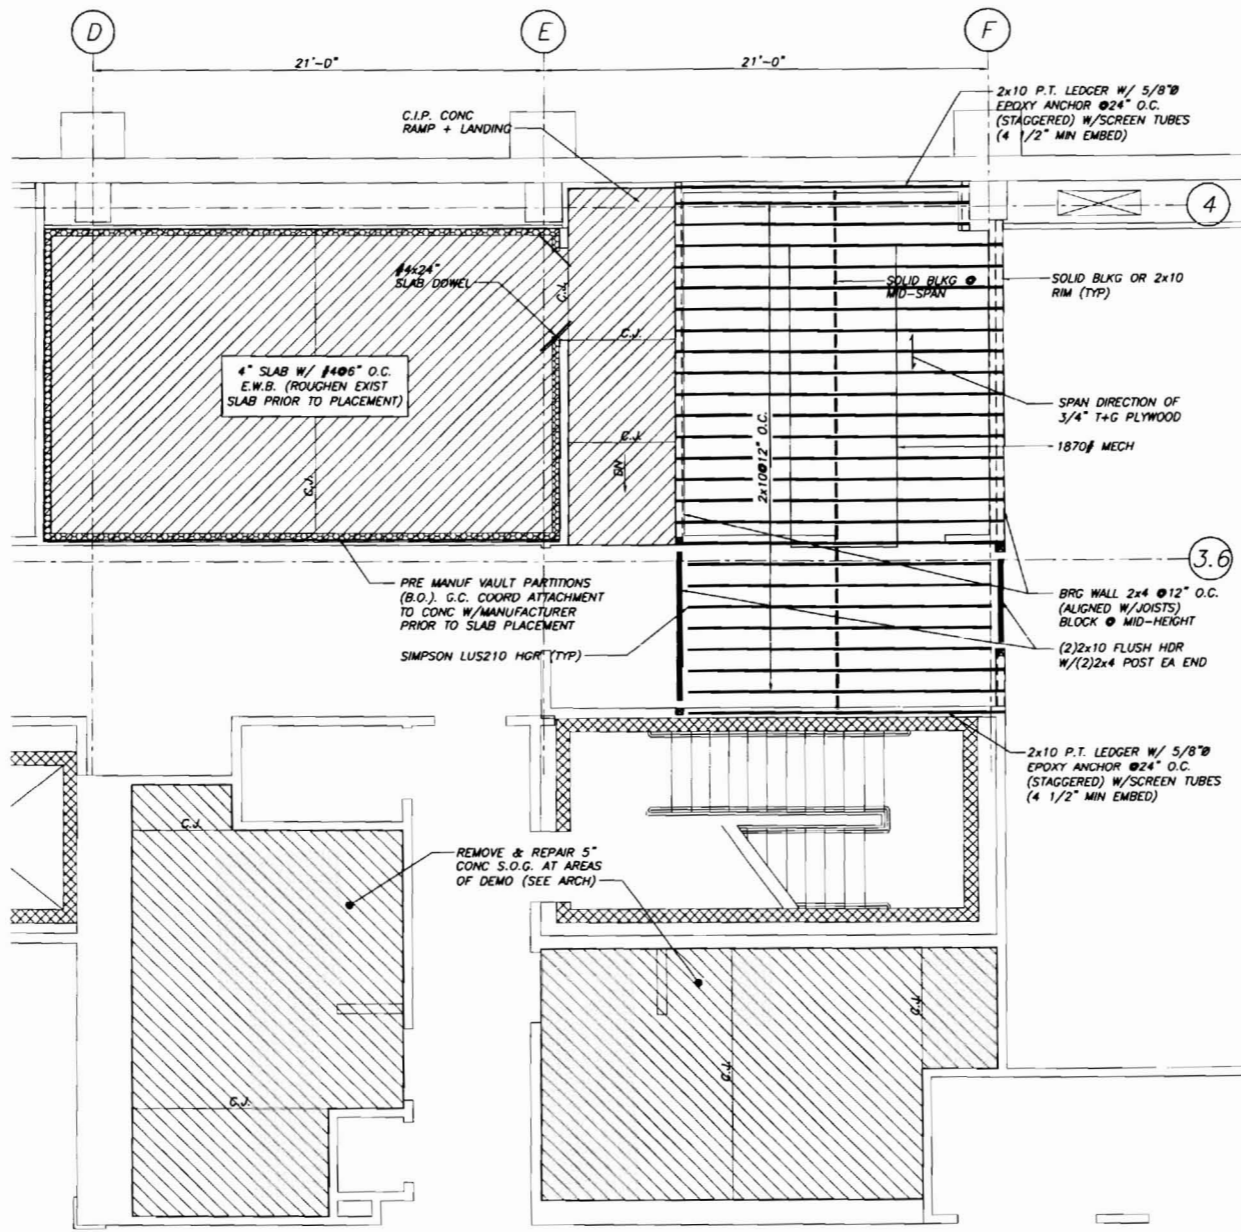 D
E
F
21'-0"
21'-0"
C.I.P. CONC
RAMP + LANDING
2x10 P.T. LEDGER W/ 5/8"Ø
EPOXY ANCHOR @24" O.C.
(STAGGERED) W/SCREEN TUBES
(4 1/2" MIN EMBED)
4
#4x24"
SLAB DOWEL
C.J.
SOLID BLKG @
MID-SPAN
SOLID BLKG OR 2x10
RIM (TYP)
C.J.
4" SLAB W/ #4@6" O.C.
E.W.B. (ROUGHEN EXIST
SLAB PRIOR TO PLACEMENT)
SPAN DIRECTION OF
3/4" T+G PLYWOOD
C.J.
2x10@12" O.C.
1870# MECH
DN
C.J.
3.6
PRE MANUF VAULT PARTITIONS
(B.O.). G.C. COORD ATTACHMENT
TO CONC W/MANUFACTURER
PRIOR TO SLAB PLACEMENT
BRG WALL 2x4 @12" O.C.
(ALIGNED W/JOISTS)
BLOCK @ MID-HEIGHT
SIMPSON LUS210 HGR (TYP)
(2)2x10 FLUSH HDR
W/(2)2x4 POST EA END
2x10 P.T. LEDGER W/ 5/8"Ø
EPOXY ANCHOR @24" O.C.
(STAGGERED) W/SCREEN TUBES
(4 1/2" MIN EMBED)
C.J.
REMOVE & REPAIR 5"
CONC S.O.G. AT AREAS
OF DEMO (SEE ARCH)
C.J.
C.J.
C.J.